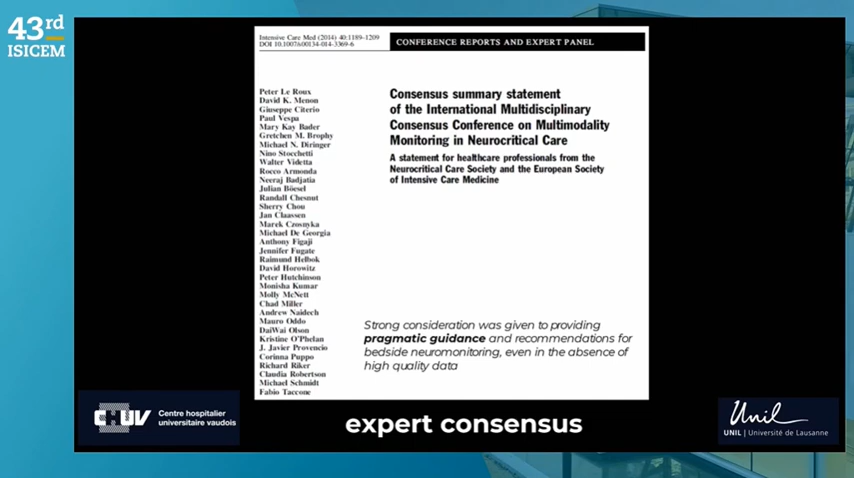 43rd
ISICEM
Intensive Care Med (2014) 40:1189–1209
DOI 10.1007/s00134-014-3369-6
CONFERENCE REPORTS AND EXPERT PANEL
Peter Le Roux
David K. Menon
Giuseppe Citerio
Paul Vespa
Mary Kay Bader
Gretchen M. Brophy
Michael N. Diringer
Nino Stocchetti
Walter Videtta
Rocco Armonda
Neeraj Badjatia
Julian Böesel
Randall Chesnut
Sherry Chou
Jan Claassen
Marek Czosnyka
Michael De Georgia
Anthony Figaji
Jennifer Fugate
Raimund Helbok
David Horowitz
Peter Hutchinson
Monisha Kumar
Molly McNett
Chad Miller
Andrew Naidech
Mauro Oddo
DaiWai Olson
Kristine O'Phelan
J. Javier Provencio
Corinna Puppo
Richard Riker
Claudia Robertson
Michael Schmidt
Fabio Taccone
Consensus summary statement
of the International Multidisciplinary
Consensus Conference on Multimodality
Monitoring in Neurocritical Care
A statement for healthcare professionals from the
Neurocritical Care Society and the European Society
of Intensive Care Medicine
Strong consideration was given to providing
pragmatic guidance and recommendations for
bedside neuromonitoring, even in the absence of
high quality data
CHUV
Centre hospitalier
universitaire vaudois
expert consensus
Unil
UNIL | Université de Lausanne